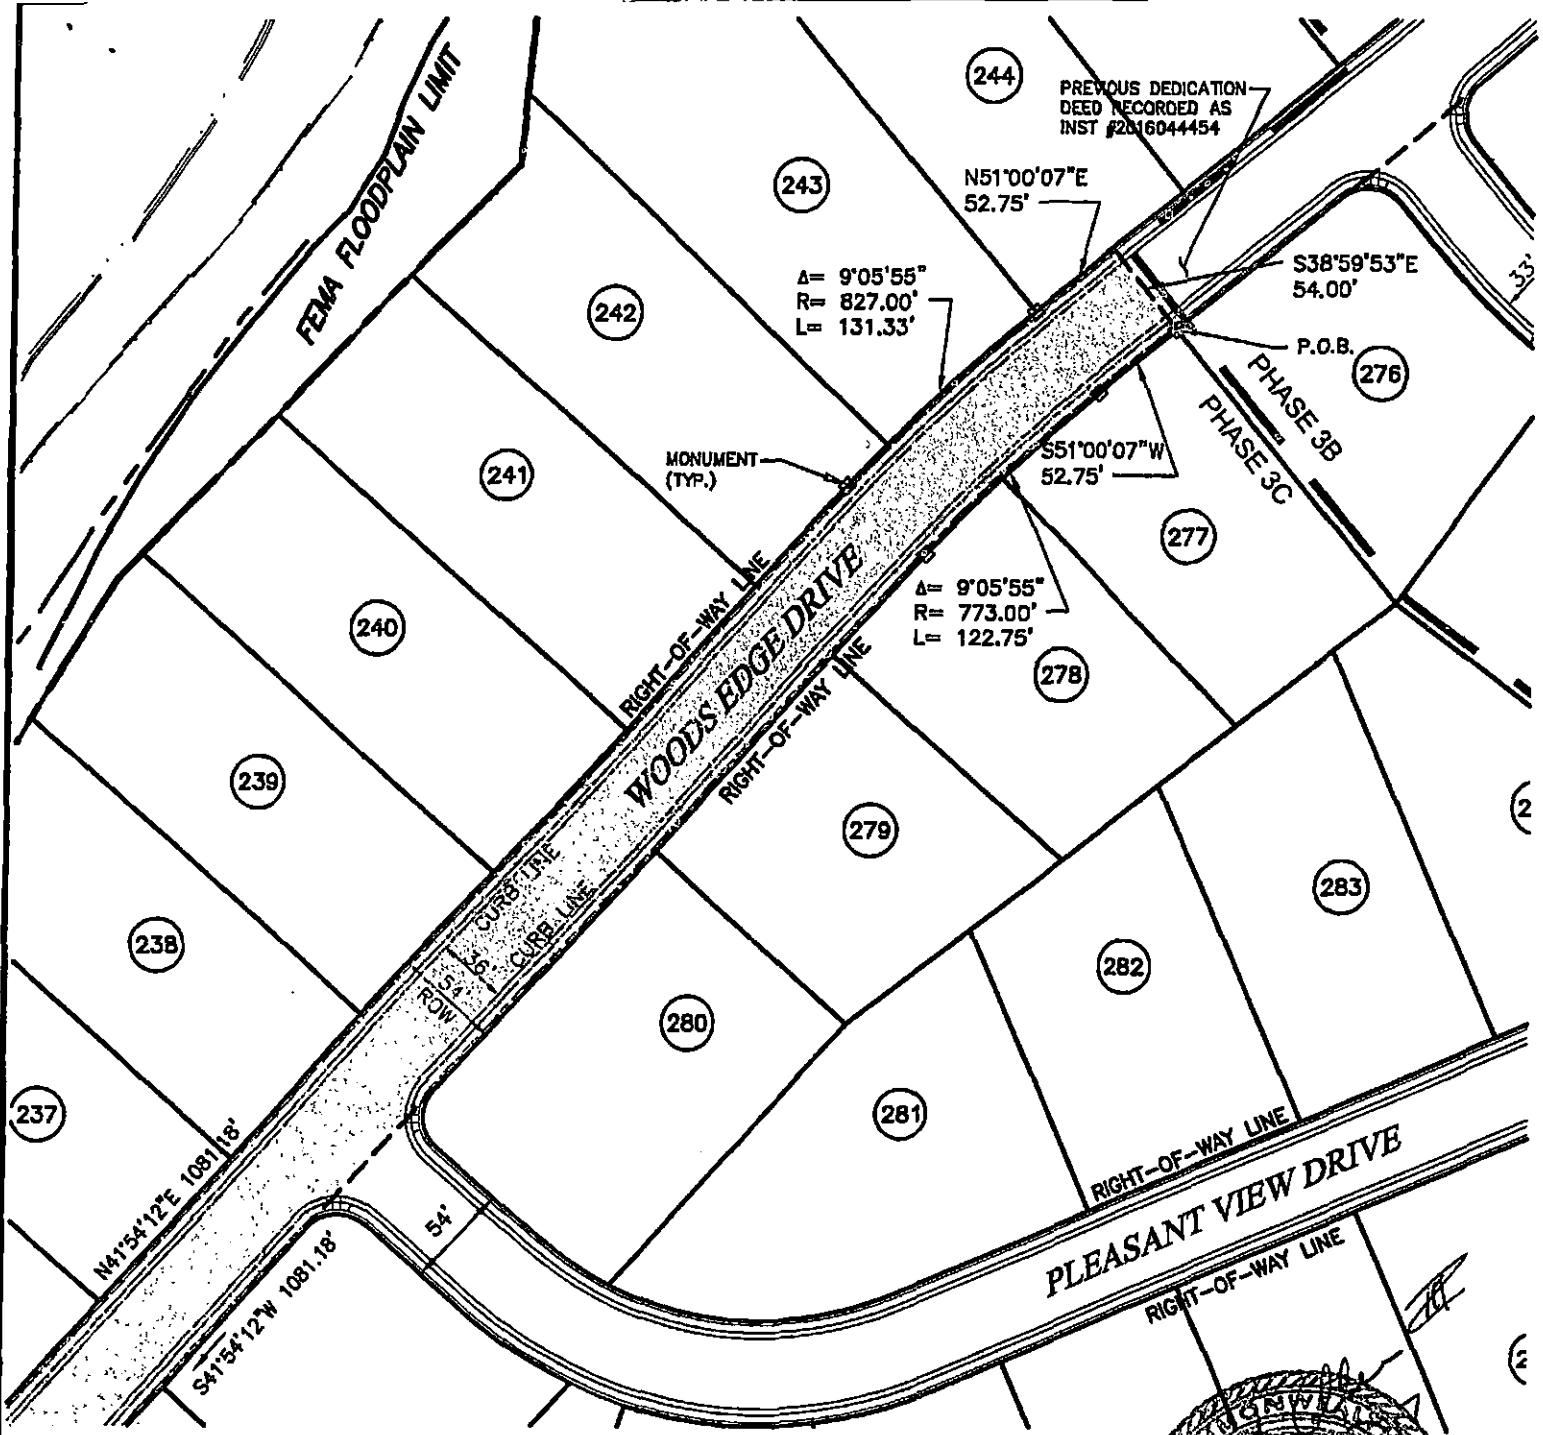 244
PREVIOUS DEDICATION
DEED RECORDED AS
INST #2016044454
FEMA FLOODPLAIN LIMIT
243
N51°00'07"E
52.75'
S38°59'53"E
54.00'
33'
Δ= 9°05'55"
R= 827.00'
L= 131.33'
242
P.O.B.
276
PHASE 3B
PHASE 3C
S51°00'07"W
52.75'
MONUMENT
(TYP.)
241
277
Δ= 9°05'55"
R= 773.00'
L= 122.75'
RIGHT-OF-WAY LINE
WOODS EDGE DRIVE
RIGHT-OF-WAY LINE
240
278
239
279
CURB LINE
CURB LINE
283
238
36'
54'
ROW
282
280
237
281
N41°54'12"E 1081.18'
S41°54'12"W 1081.18'
54'
RIGHT-OF-WAY LINE
PLEASANT VIEW DRIVE
RIGHT-OF-WAY LINE